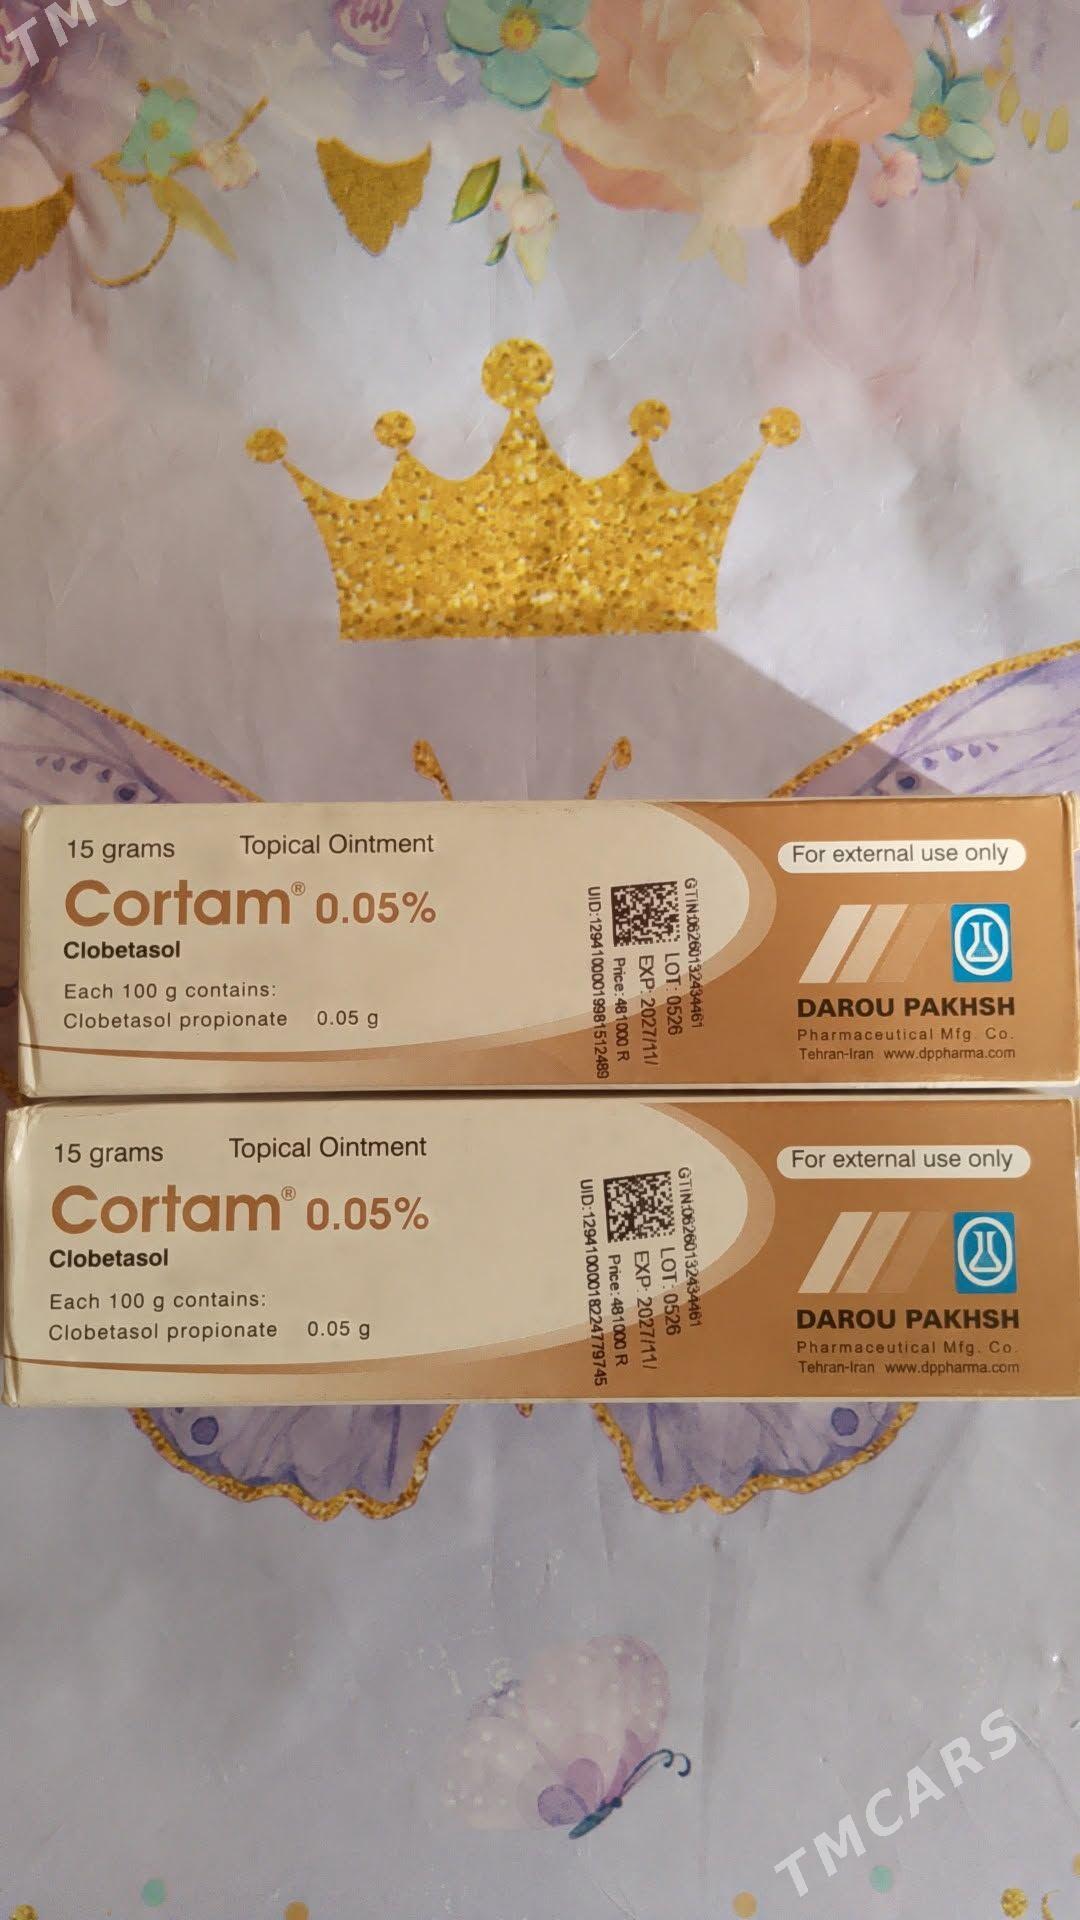 TMC
15 grams Topical Ointment
Cortam® 0.05%
Clobetasol
Each 100 g contains:
Clobetasol propionate 0.05 g
UID:12941000019981512489
Price: 481000 R
EXP: 2027/11/
LOT: 0526
GTIN:06260132434461
For external use only
DAROU PAKHSH
Pharmaceutical Mfg. Co.
Tehran-Iran www.dppharma.com
15 grams Topical Ointment
Cortam® 0.05%
Clobetasol
Each 100 g contains:
Clobetasol propionate 0.05 g
UID:12941000018224779745
Price: 481000 R
EXP: 2027/11/
LOT: 0526
GTIN:06260132434461
For external use only
DAROU PAKHSH
Pharmaceutical Mfg. Co.
Tehran-Iran www.dppharma.com
TMCARS